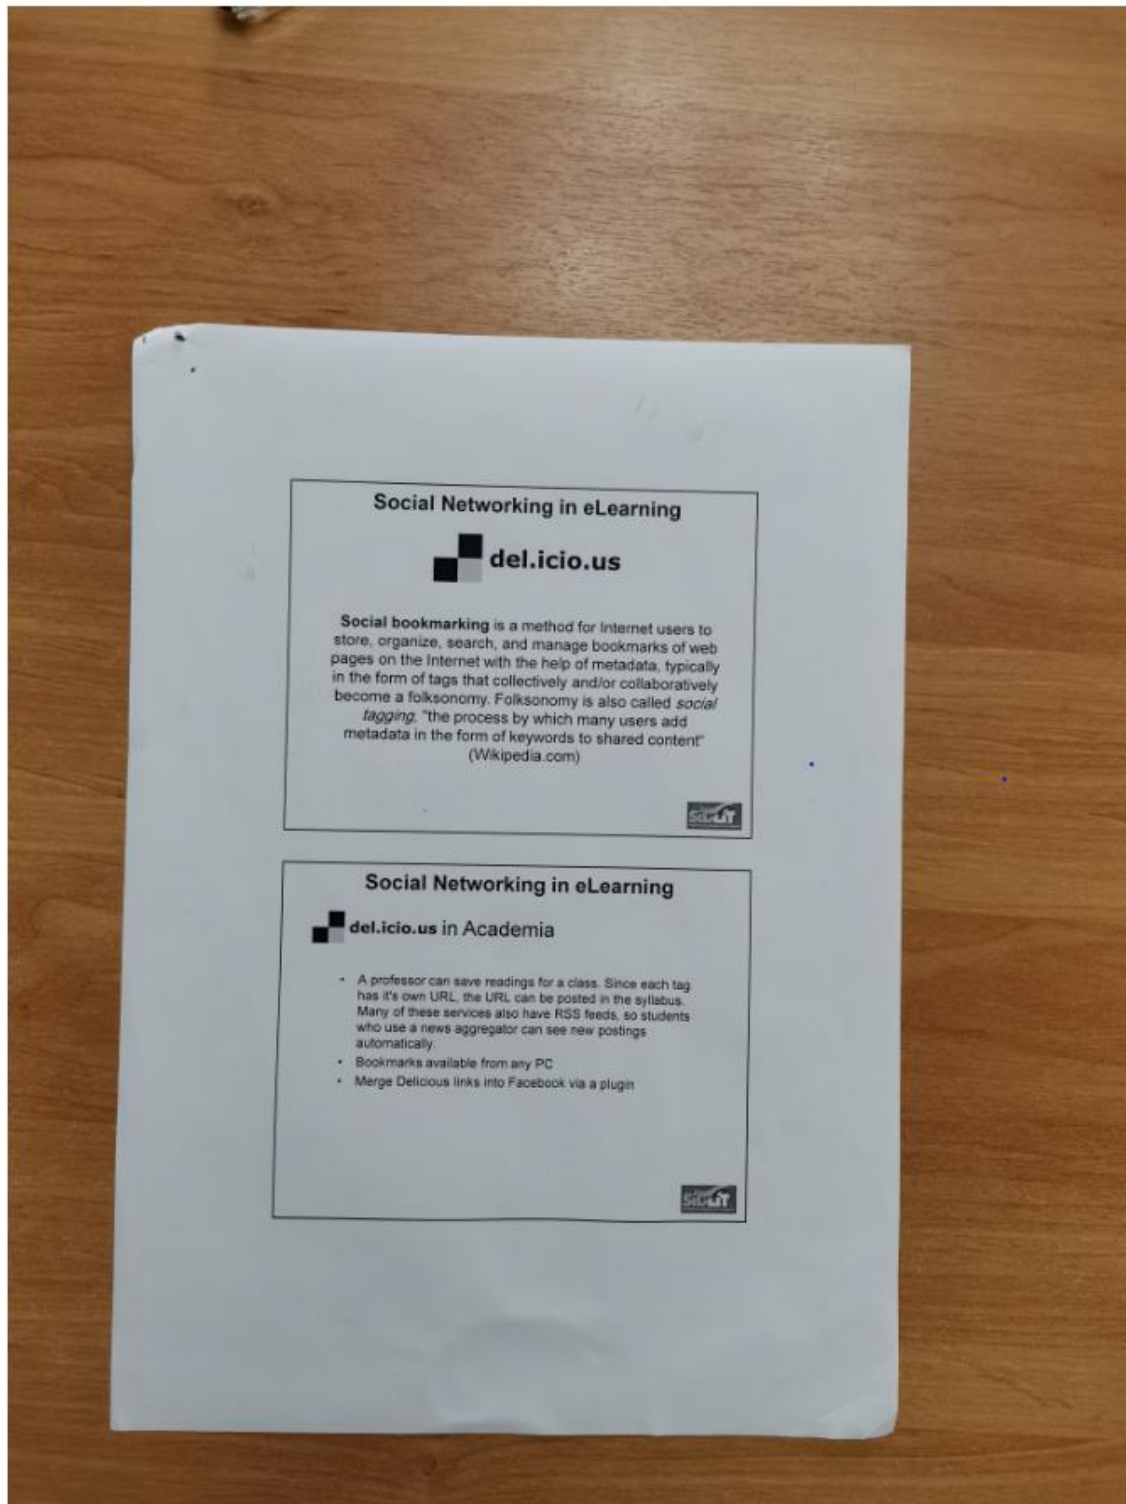 Social Networking in eLearning
del.icio.us
Social bookmarking is a method for Internet users to
store, organize, search, and manage bookmarks of web
pages on the Internet with the help of metadata, typically
in the form of tags that collectively and/or collaboratively
become a folksonomy. Folksonomy is also called social
tagging, "the process by which many users add
metadata in the form of keywords to shared content"
(Wikipedia.com)
Social Networking in eLearning
del.icio.us in Academia
• A professor can save readings for a class. Since each tag
has it's own URL, the URL can be posted in the syllabus.
Many of these services also have RSS feeds, so students
who use a news aggregator can see new postings
automatically.
• Bookmarks available from any PC
• Merge Delicious links into Facebook via a plugin